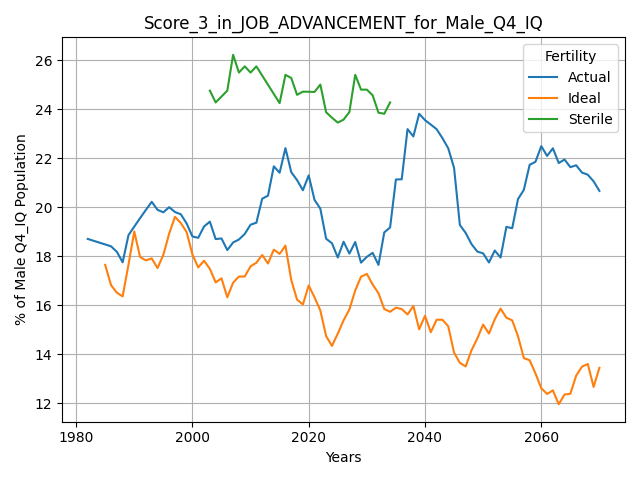 Score_3_in_JOB_ADVANCEMENT_for_Male_Q4_IQ
Fertility
Actual
Ideal
Sterile
% of Male Q4_IQ Population
26
24
22
20
18
16
14
12
1980
2000
2020
2040
2060
Years